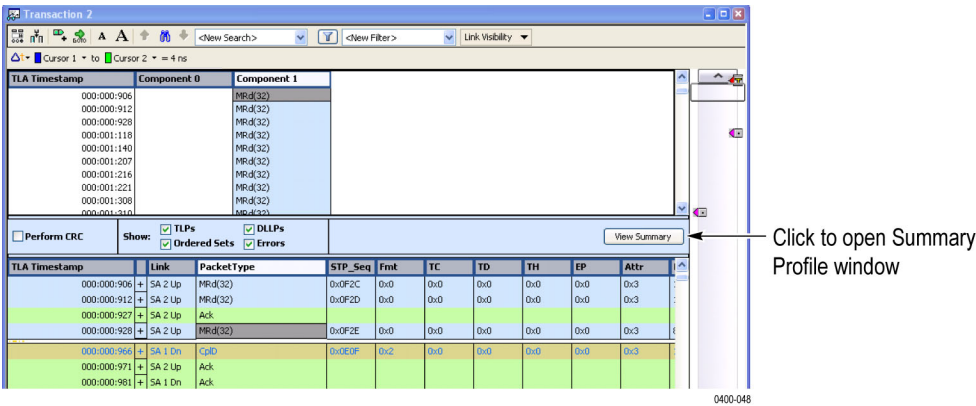 Transaction 2
GOTO A A <New Search> <New Filter> Link Visibility
Cursor 1 to Cursor 2 = 4 ns
TLA Timestamp Component 0 Component 1
000:000:906 MRd(32)
000:000:912 MRd(32)
000:000:928 MRd(32)
000:001:118 MRd(32)
000:001:140 MRd(32)
000:001:207 MRd(32)
000:001:216 MRd(32)
000:001:221 MRd(32)
000:001:308 MRd(32)
000:001:310 MRd(32)
Perform CRC Show: TLPs DLLPs
Ordered Sets Errors
View Summary
Click to open Summary
Profile window
TLA Timestamp Link PacketType STP_Seq Fmt TC TD TH EP Attr
000:000:906 + SA 2 Up MRd(32) 0x0F2C 0x0 0x0 0x0 0x0 0x0 0x3
000:000:912 + SA 2 Up MRd(32) 0x0F2D 0x0 0x0 0x0 0x0 0x0 0x3
000:000:927 + SA 2 Up Ack
000:000:928 + SA 2 Up MRd(32) 0x0F2E 0x0 0x0 0x0 0x0 0x0 0x3
000:000:966 + SA 1 Dn CplD 0x0E0F 0x2 0x0 0x0 0x0 0x0 0x3
000:000:971 + SA 2 Up Ack
000:000:981 + SA 1 Dn Ack
0400-048